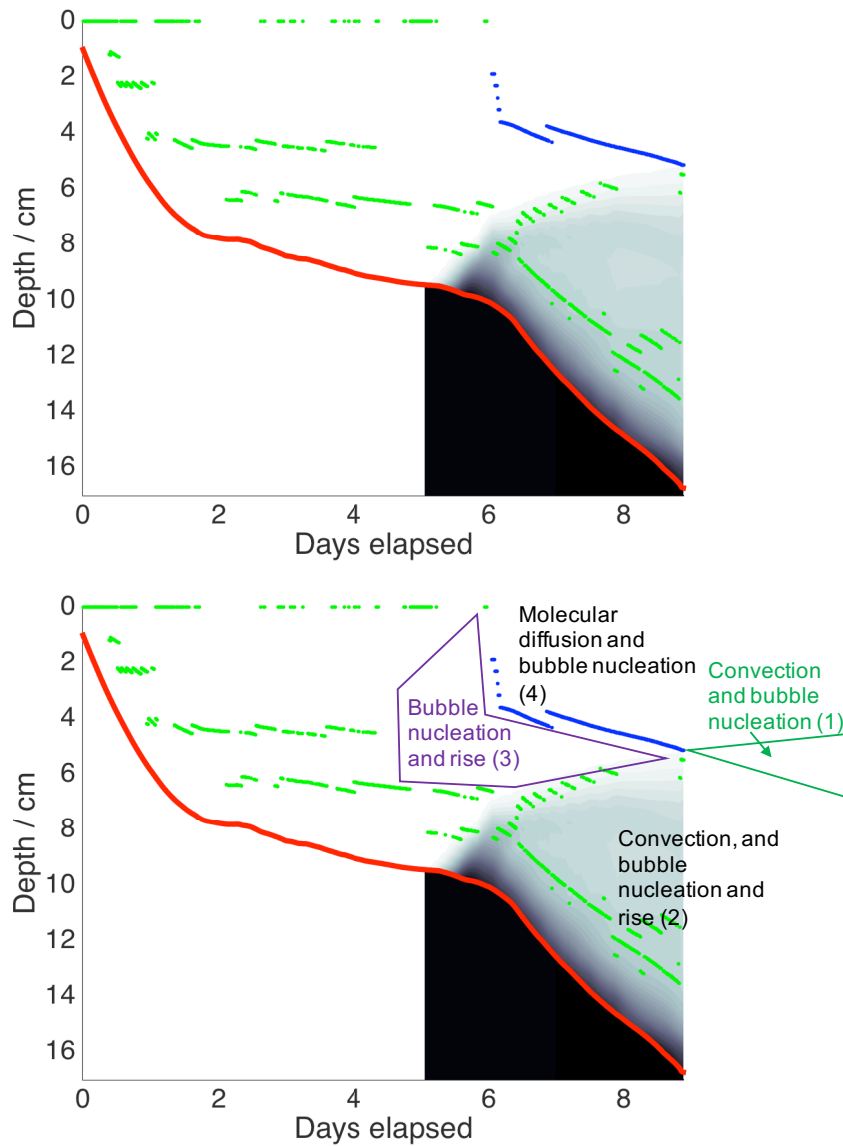 0
2
4
6
8
10
12
14
16
Depth / cm
0
2
4
6
8
Days elapsed
0
2
4
6
8
10
12
14
16
Depth / cm
Molecular
diffusion and
bubble nucleation
(4)
Convection
and bubble
nucleation (1)
Bubble
nucleation
and rise (3)
Convection, and
bubble
nucleation and
rise (2)
0
2
4
6
8
Days elapsed